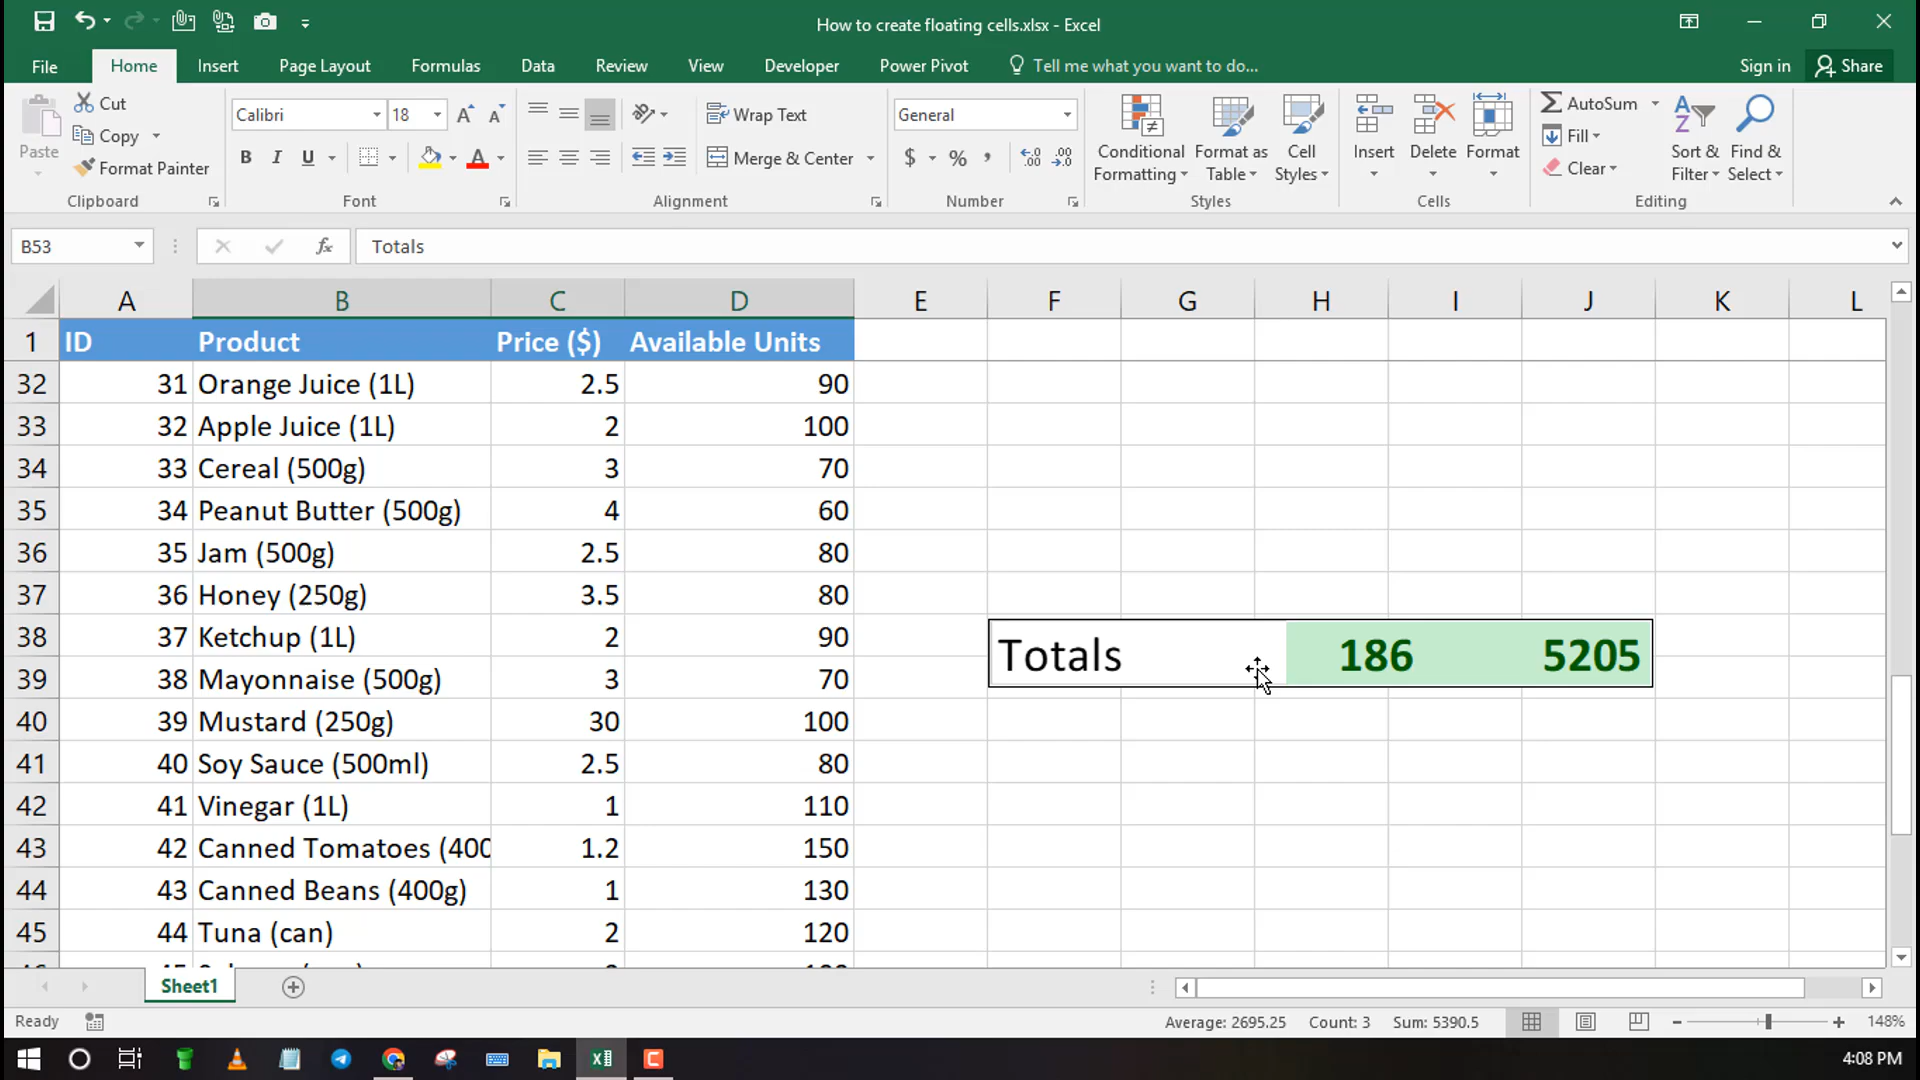 How to create floating cells.xlsx - Excel
File Home Insert Page Layout Formulas Data Review View Developer Power Pivot Tell me what you want to do... Sign in Share
Paste Cut Copy Format Painter Clipboard
Calibri 18 A A B I U A Font
Wrap Text Merge & Center Alignment
General $ % , Number
Conditional Formatting Format as Table Cell Styles Styles
Insert Delete Format Cells
AutoSum Fill Clear Sort & Filter Find & Select Editing
B53 fx Totals
A B C D E F G H I J K L
1 ID Product Price ($) Available Units
32 31 Orange Juice (1L) 2.5 90
33 32 Apple Juice (1L) 2 100
34 33 Cereal (500g) 3 70
35 34 Peanut Butter (500g) 4 60
36 35 Jam (500g) 2.5 80
37 36 Honey (250g) 3.5 80
38 37 Ketchup (1L) 2 90
Totals 186 5205
39 38 Mayonnaise (500g) 3 70
40 39 Mustard (250g) 30 100
41 40 Soy Sauce (500ml) 2.5 80
42 41 Vinegar (1L) 1 110
43 42 Canned Tomatoes (400 1.2 150
44 43 Canned Beans (400g) 1 130
45 44 Tuna (can) 2 120
Sheet1
Ready Average: 2695.25 Count: 3 Sum: 5390.5 148%
4:08 PM